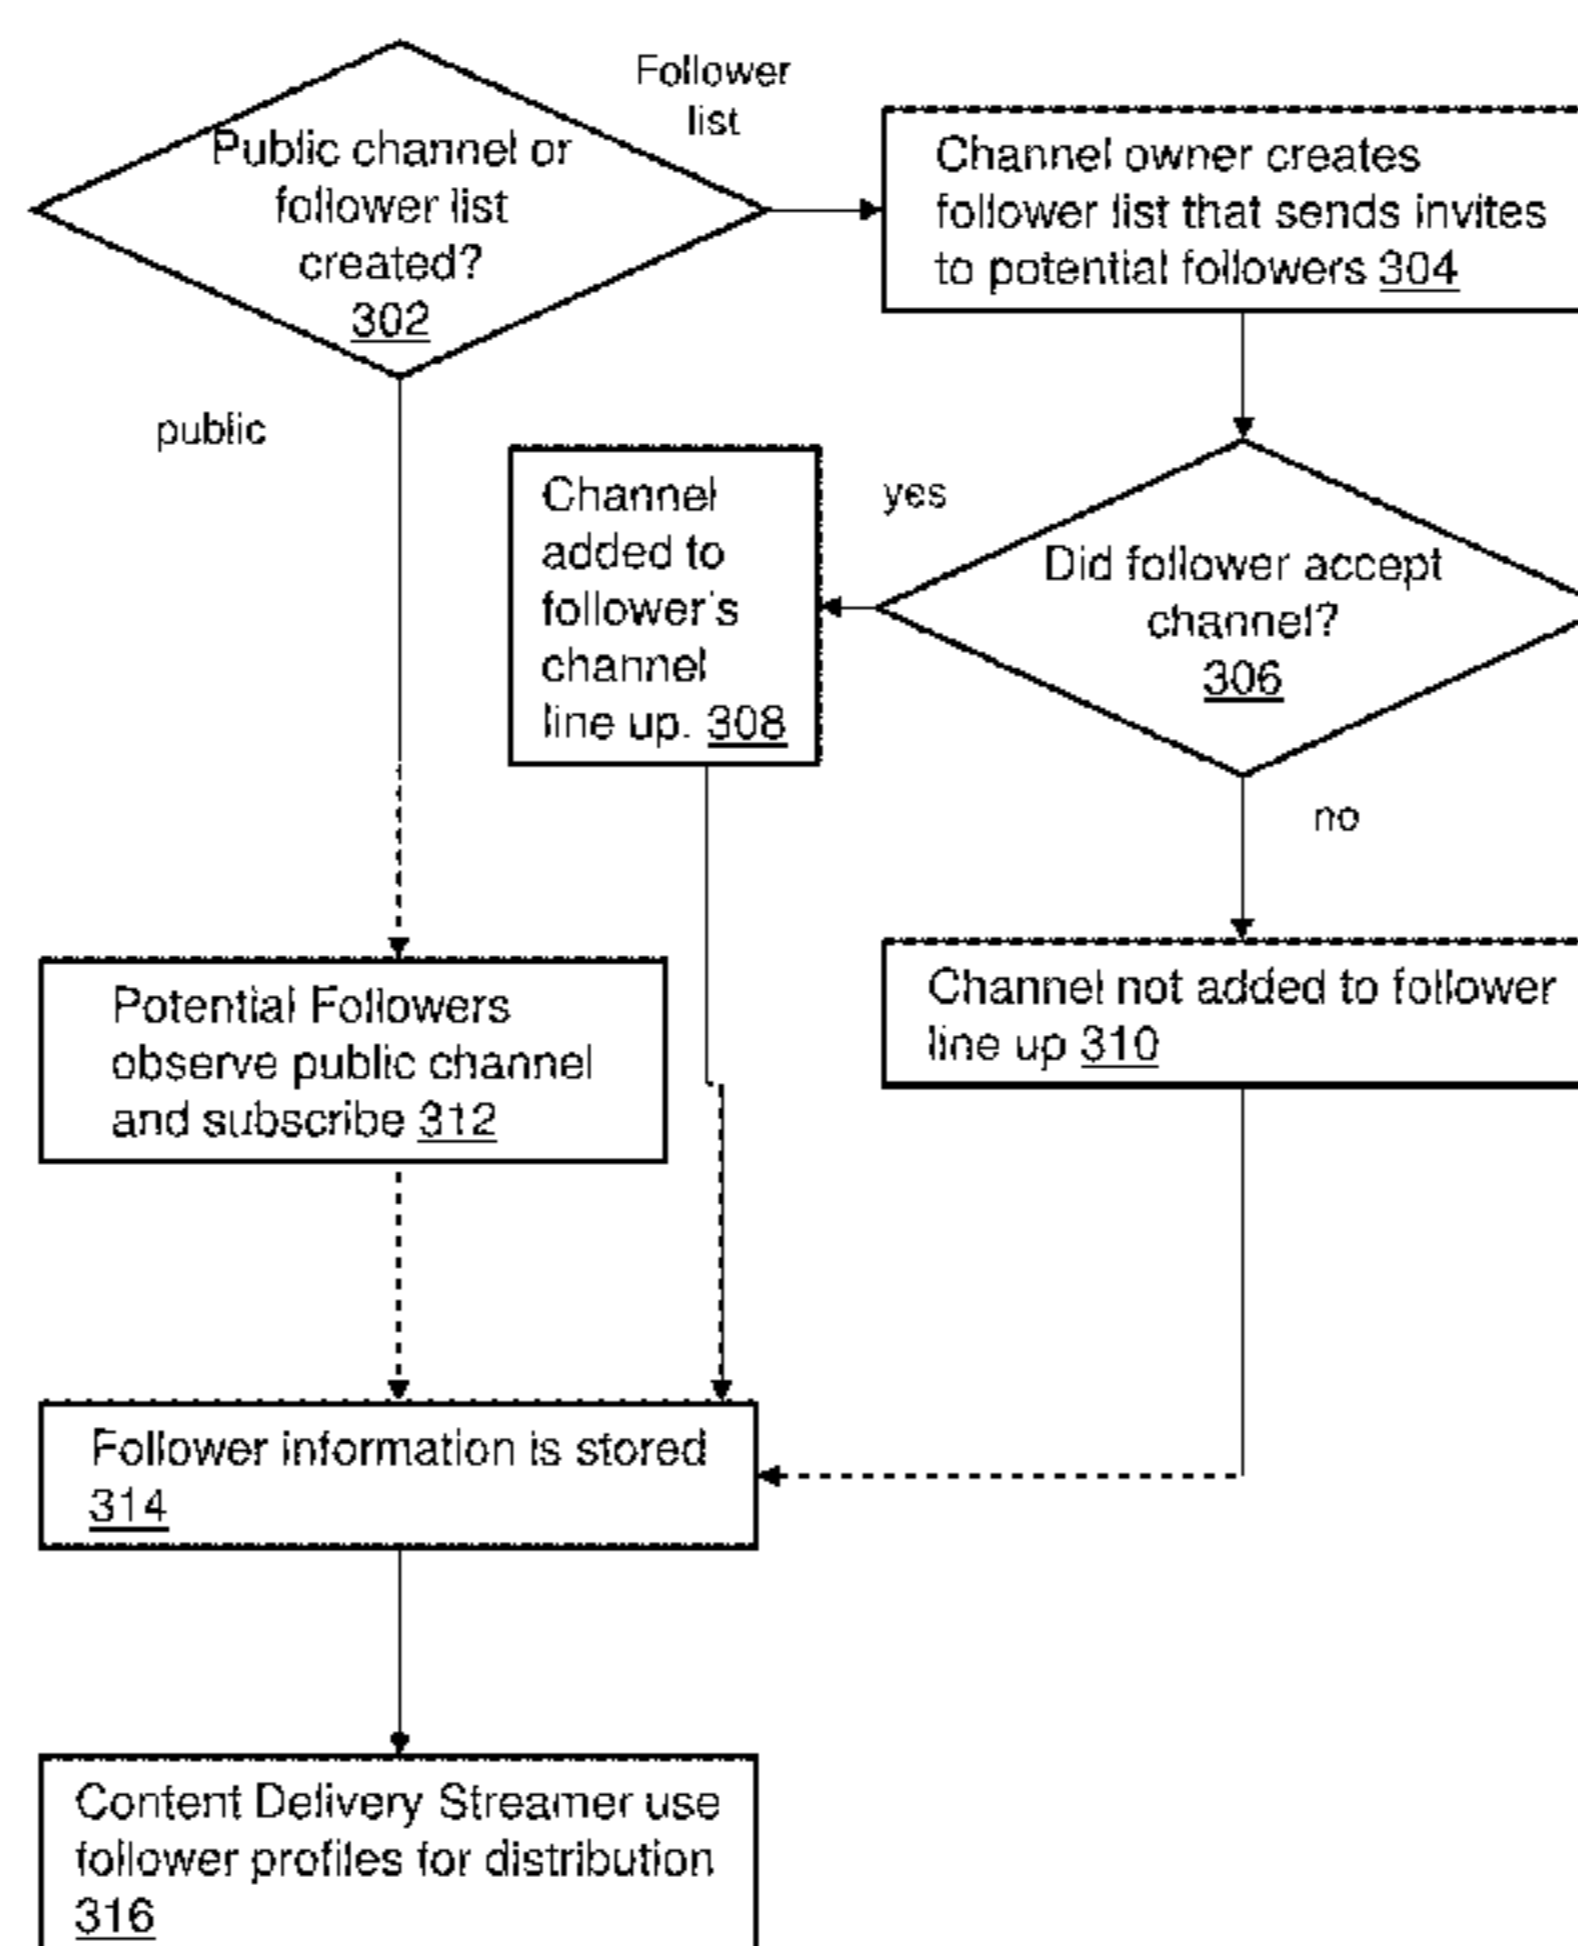 Public channel or
follower list
created?
302
Follower
list
Channel owner creates
follower list that sends invites
to potential followers 304
public
Channel
added to
follower's
channel
line up. 308
yes
Did follower accept
channel?
306
no
Potential Followers
observe public channel
and subscribe 312
Channel not added to follower
line up 310
Follower information is stored
314
Content Delivery Streamer use
follower profiles for distribution
316